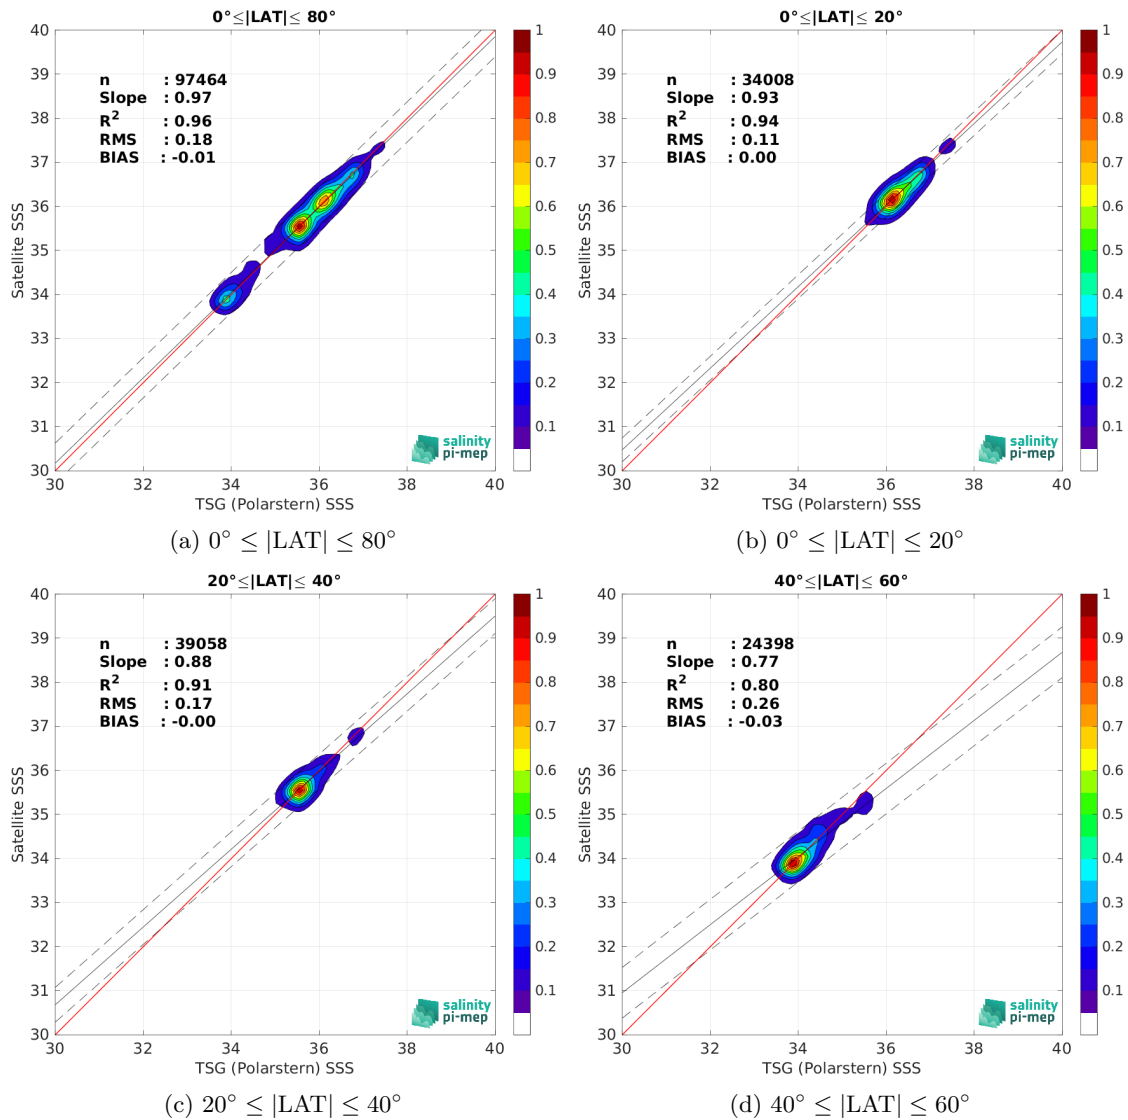 0°≤|LAT|≤ 80°
40
39
38
37
36
35
34
33
32
31
30
Satellite SSS
n : 97464
Slope : 0.97
R² : 0.96
RMS : 0.18
BIAS : -0.01
30 32 34 36 38 40
TSG (Polarstern) SSS
1
0.9
0.8
0.7
0.6
0.5
0.4
0.3
0.2
0.1
salinity
pi-mep
(a) 0° ≤ |LAT| ≤ 80°
0°≤|LAT|≤ 20°
40
39
38
37
36
35
34
33
32
31
30
Satellite SSS
n : 34008
Slope : 0.93
R² : 0.94
RMS : 0.11
BIAS : 0.00
30 32 34 36 38 40
TSG (Polarstern) SSS
1
0.9
0.8
0.7
0.6
0.5
0.4
0.3
0.2
0.1
salinity
pi-mep
(b) 0° ≤ |LAT| ≤ 20°
20°≤|LAT|≤ 40°
40
39
38
37
36
35
34
33
32
31
30
Satellite SSS
n : 39058
Slope : 0.88
R² : 0.91
RMS : 0.17
BIAS : -0.00
30 32 34 36 38 40
TSG (Polarstern) SSS
1
0.9
0.8
0.7
0.6
0.5
0.4
0.3
0.2
0.1
salinity
pi-mep
(c) 20° ≤ |LAT| ≤ 40°
40°≤|LAT|≤ 60°
40
39
38
37
36
35
34
33
32
31
30
Satellite SSS
n : 24398
Slope : 0.77
R² : 0.80
RMS : 0.26
BIAS : -0.03
30 32 34 36 38 40
TSG (Polarstern) SSS
1
0.9
0.8
0.7
0.6
0.5
0.4
0.3
0.2
0.1
salinity
pi-mep
(d) 40° ≤ |LAT| ≤ 60°